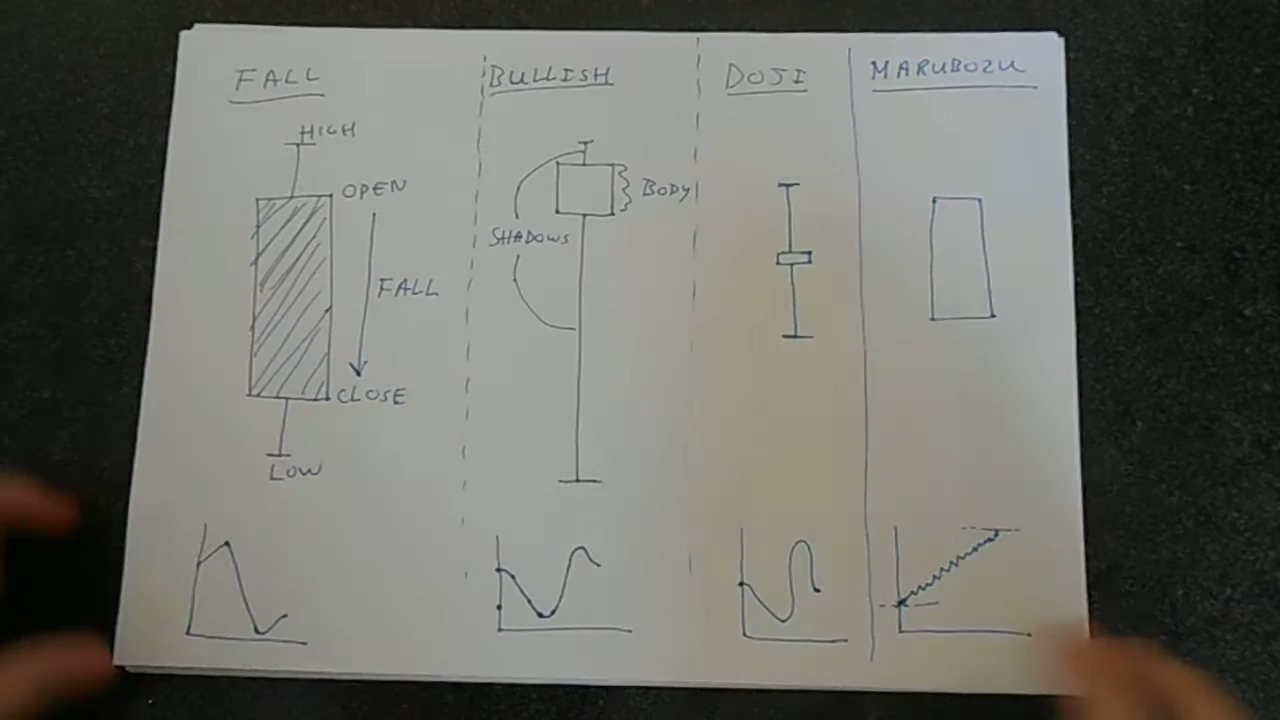 FALL
HIGH
OPEN
FALL
CLOSE
LOW
BULLISH
BODY
SHADOWS
DOJI
MARUBOZU